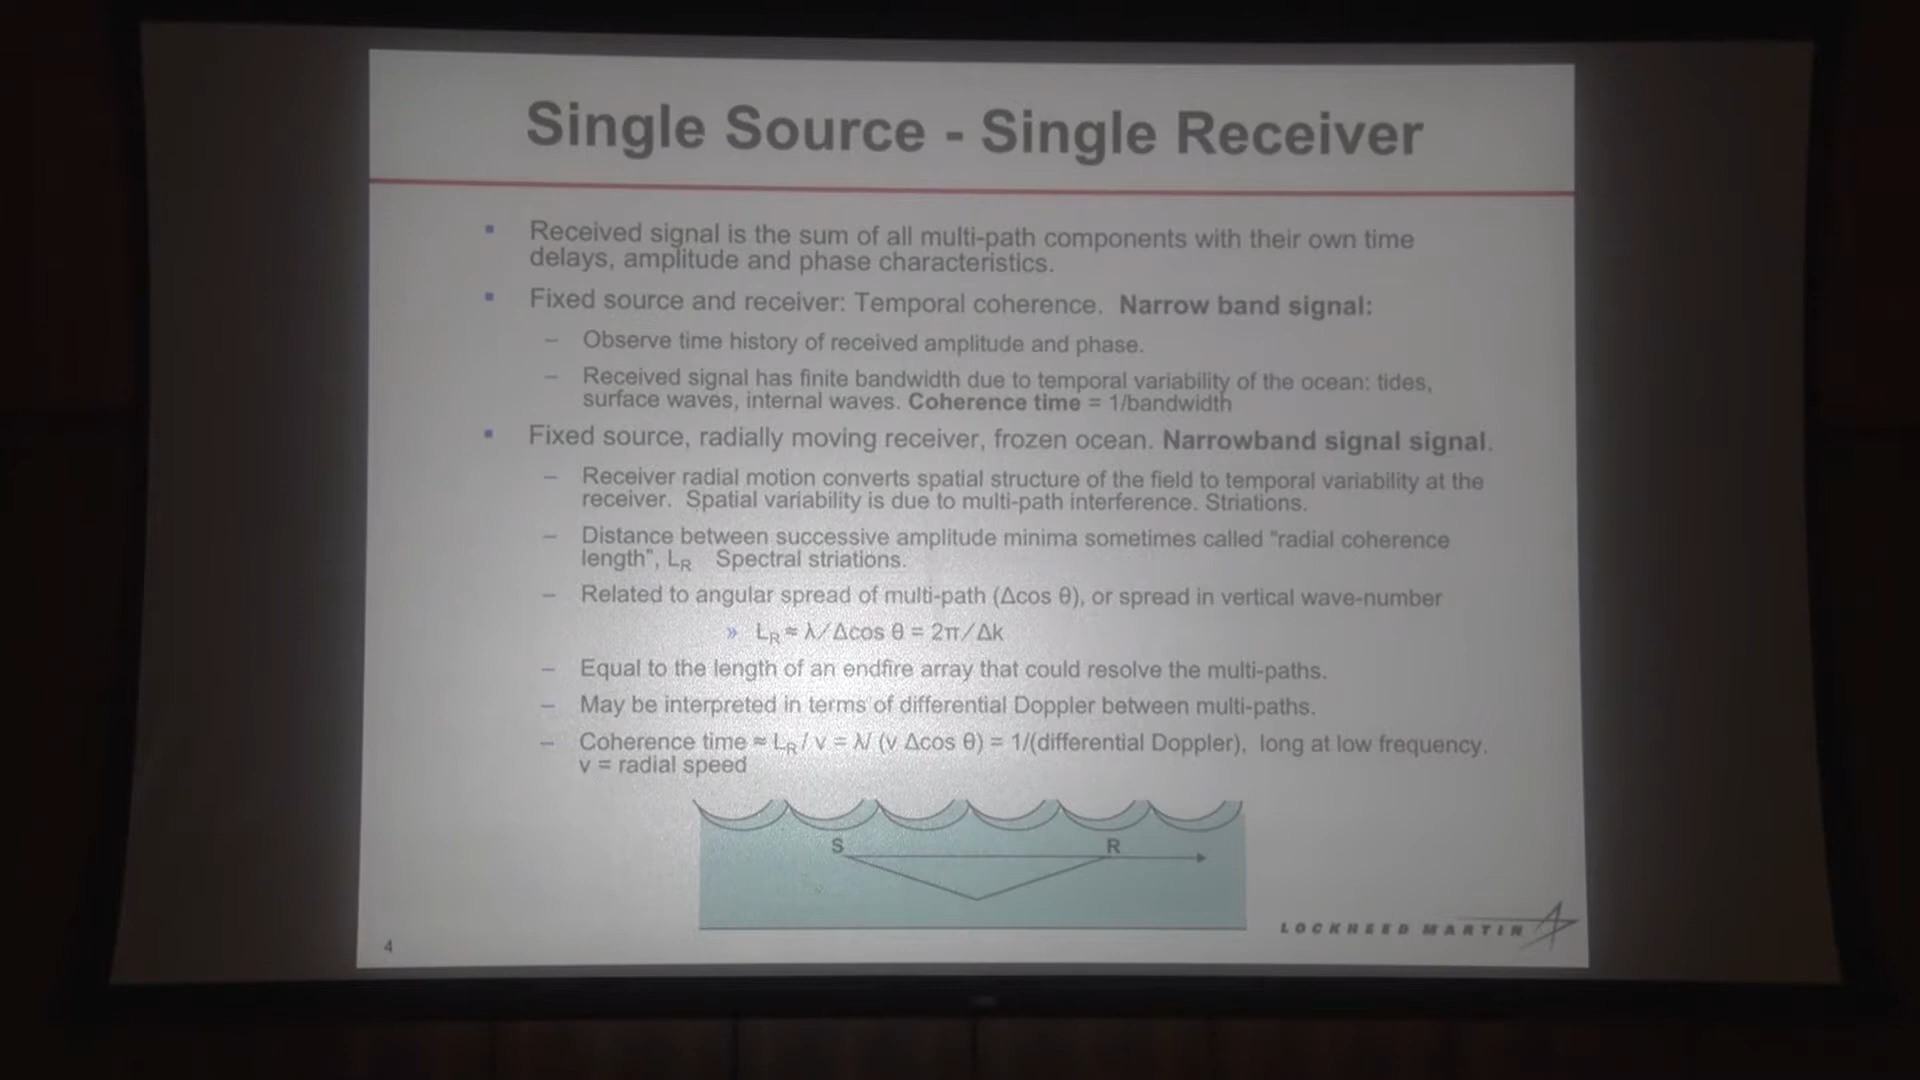 Single Source - Single Receiver
▪ Received signal is the sum of all multi-path components with their own time
delays, amplitude and phase characteristics.
▪ Fixed source and receiver: Temporal coherence. Narrow band signal:
– Observe time history of received amplitude and phase.
– Received signal has finite bandwidth due to temporal variability of the ocean: tides,
surface waves, internal waves. Coherence time = 1/bandwidth
▪ Fixed source, radially moving receiver, frozen ocean. Narrowband signal signal.
– Receiver radial motion converts spatial structure of the field to temporal variability at the
receiver. Spatial variability is due to multi-path interference. Striations.
– Distance between successive amplitude minima sometimes called "radial coherence
length", LR Spectral striations.
– Related to angular spread of multi-path (Δcos θ), or spread in vertical wave-number
» LR ≈ λ/Δcos θ = 2π/Δk
– Equal to the length of an endfire array that could resolve the multi-paths.
– May be interpreted in terms of differential Doppler between multi-paths.
– Coherence time ≈ LR / v = λ/ (v Δcos θ) = 1/(differential Doppler), long at low frequency.
v = radial speed
S R
LOCKHEED MARTIN
4